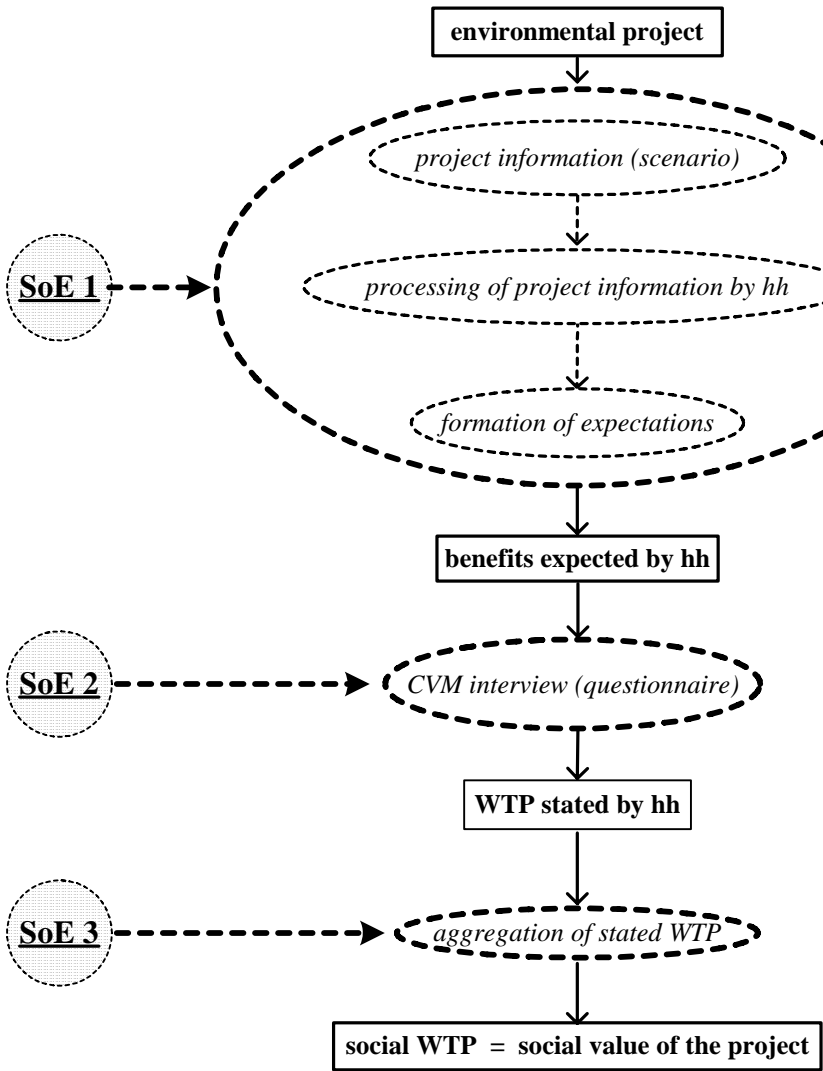 environmental project
project information (scenario)
SoE 1
processing of project information by hh
formation of expectations
benefits expected by hh
SoE 2
CVM interview (questionnaire)
WTP stated by hh
SoE 3
aggregation of stated WTP
social WTP = social value of the project